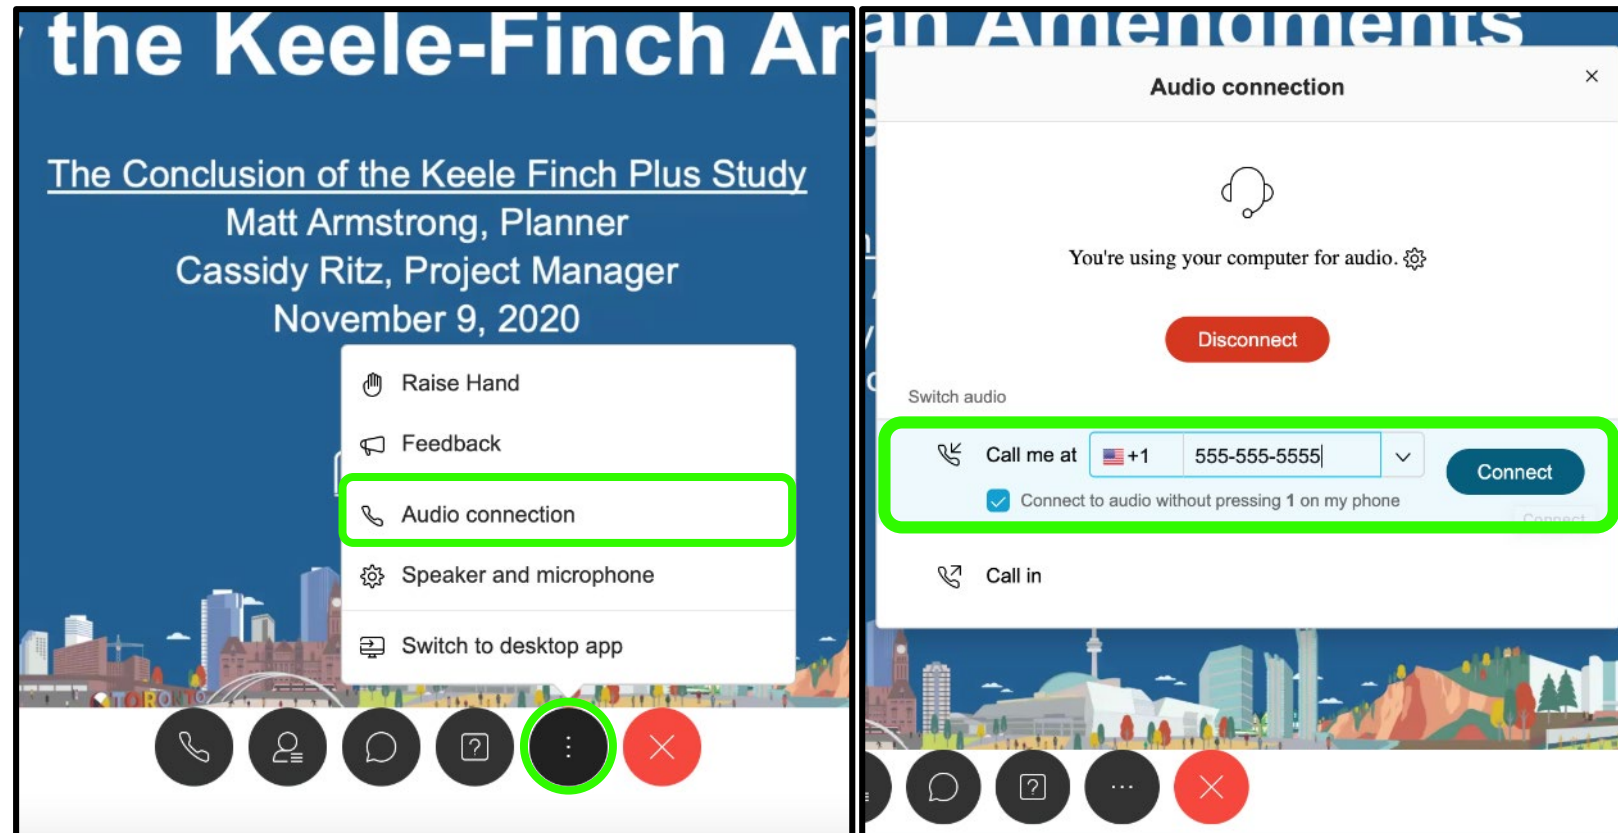 the Keele-Finch Ar
The Conclusion of the Keele Finch Plus Study
Matt Armstrong, Planner
Cassidy Ritz, Project Manager
November 9, 2020
Raise Hand
Feedback
Audio connection
Speaker and microphone
Switch to desktop app
TORONTO
an Amendments
Audio connection
You're using your computer for audio.
Disconnect
Switch audio
Call me at +1 555-555-5555
Connect
Connect to audio without pressing 1 on my phone
Connect
Call in